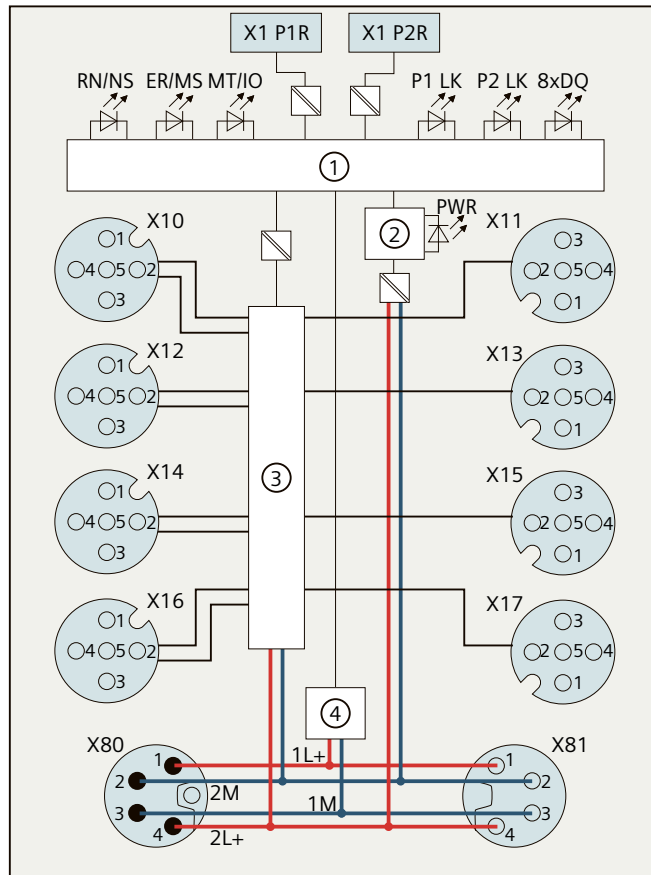 X1 P1R
X1 P2R
RN/NS ER/MS MT/IO
P1 LK P2 LK 8xDQ
1
2
PWR
X10
1
4 5 2
3
X11
3
2 5 4
1
X12
1
4 5 2
3
X13
3
2 5 4
1
3
X14
1
4 5 2
3
X15
3
2 5 4
1
X16
1
4 5 2
3
X17
3
2 5 4
1
4
X80
1
2
3
4
1L+
2M
1M
2L+
X81
1
2
3
4